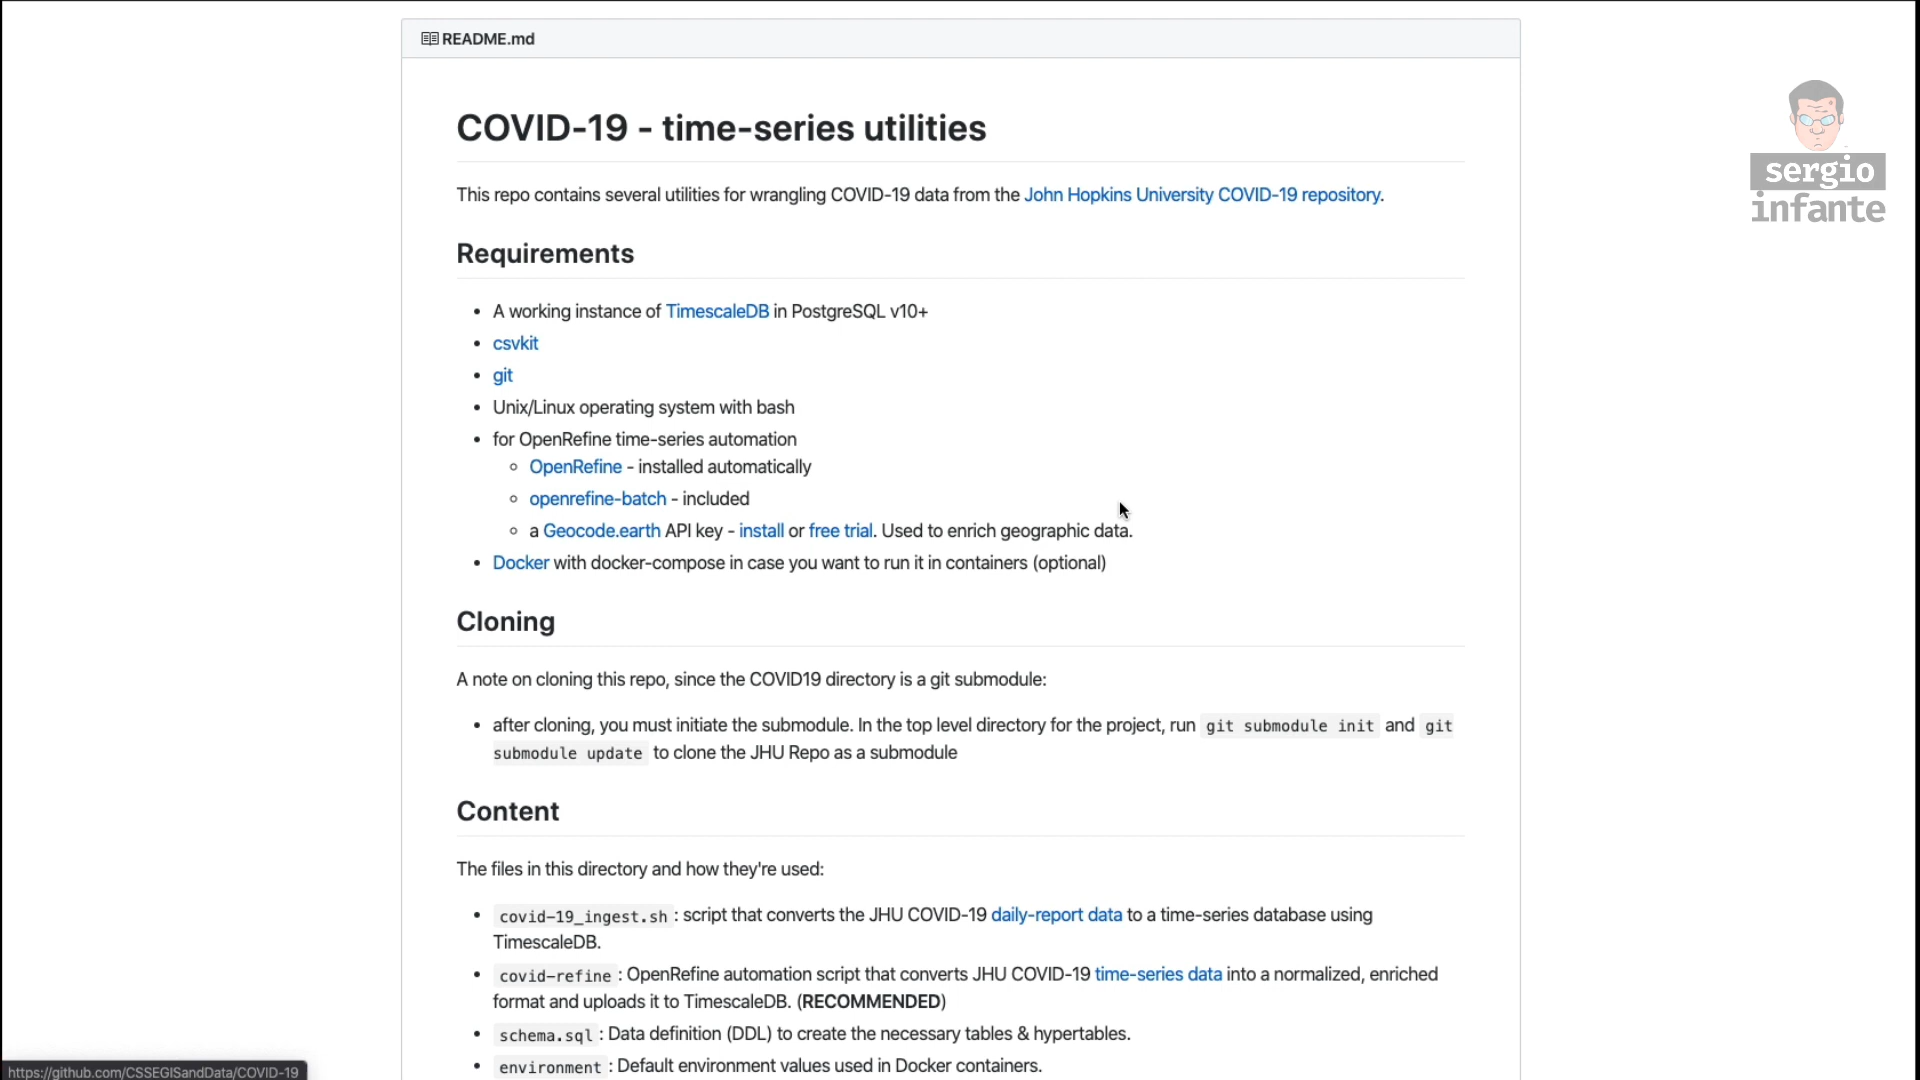 README.md
sergio
infante
COVID-19 - time-series utilities
This repo contains several utilities for wrangling COVID-19 data from the John Hopkins University COVID-19 repository.
Requirements
A working instance of TimescaleDB in PostgreSQL v10+
csvkit
git
Unix/Linux operating system with bash
for OpenRefine time-series automation
OpenRefine - installed automatically
openrefine-batch - included
a Geocode.earth API key - install or free trial. Used to enrich geographic data.
Docker with docker-compose in case you want to run it in containers (optional)
Cloning
A note on cloning this repo, since the COVID19 directory is a git submodule:
after cloning, you must initiate the submodule. In the top level directory for the project, run git submodule init and git
submodule update to clone the JHU Repo as a submodule
Content
The files in this directory and how they're used:
covid-19_ingest.sh : script that converts the JHU COVID-19 daily-report data to a time-series database using
TimescaleDB.
covid-refine : OpenRefine automation script that converts JHU COVID-19 time-series data into a normalized, enriched
format and uploads it to TimescaleDB. (RECOMMENDED)
schema.sql : Data definition (DDL) to create the necessary tables & hypertables.
environment : Default environment values used in Docker containers.
https://github.com/CSSEGISandData/COVID-19